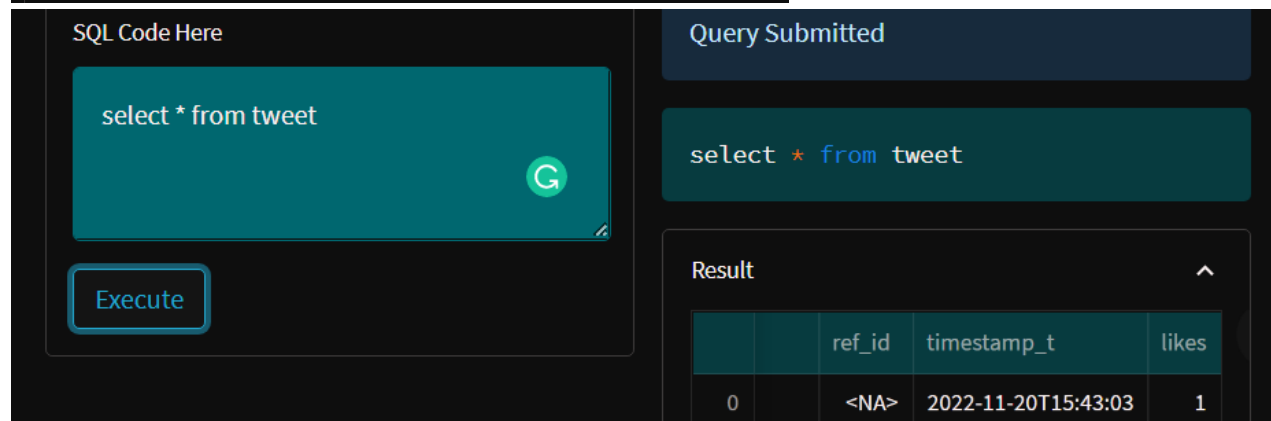 SQL Code Here
select * from tweet
Execute
Query Submitted
select * from tweet
Result
ref_id timestamp_t likes
0 <NA> 2022-11-20T15:43:03 1